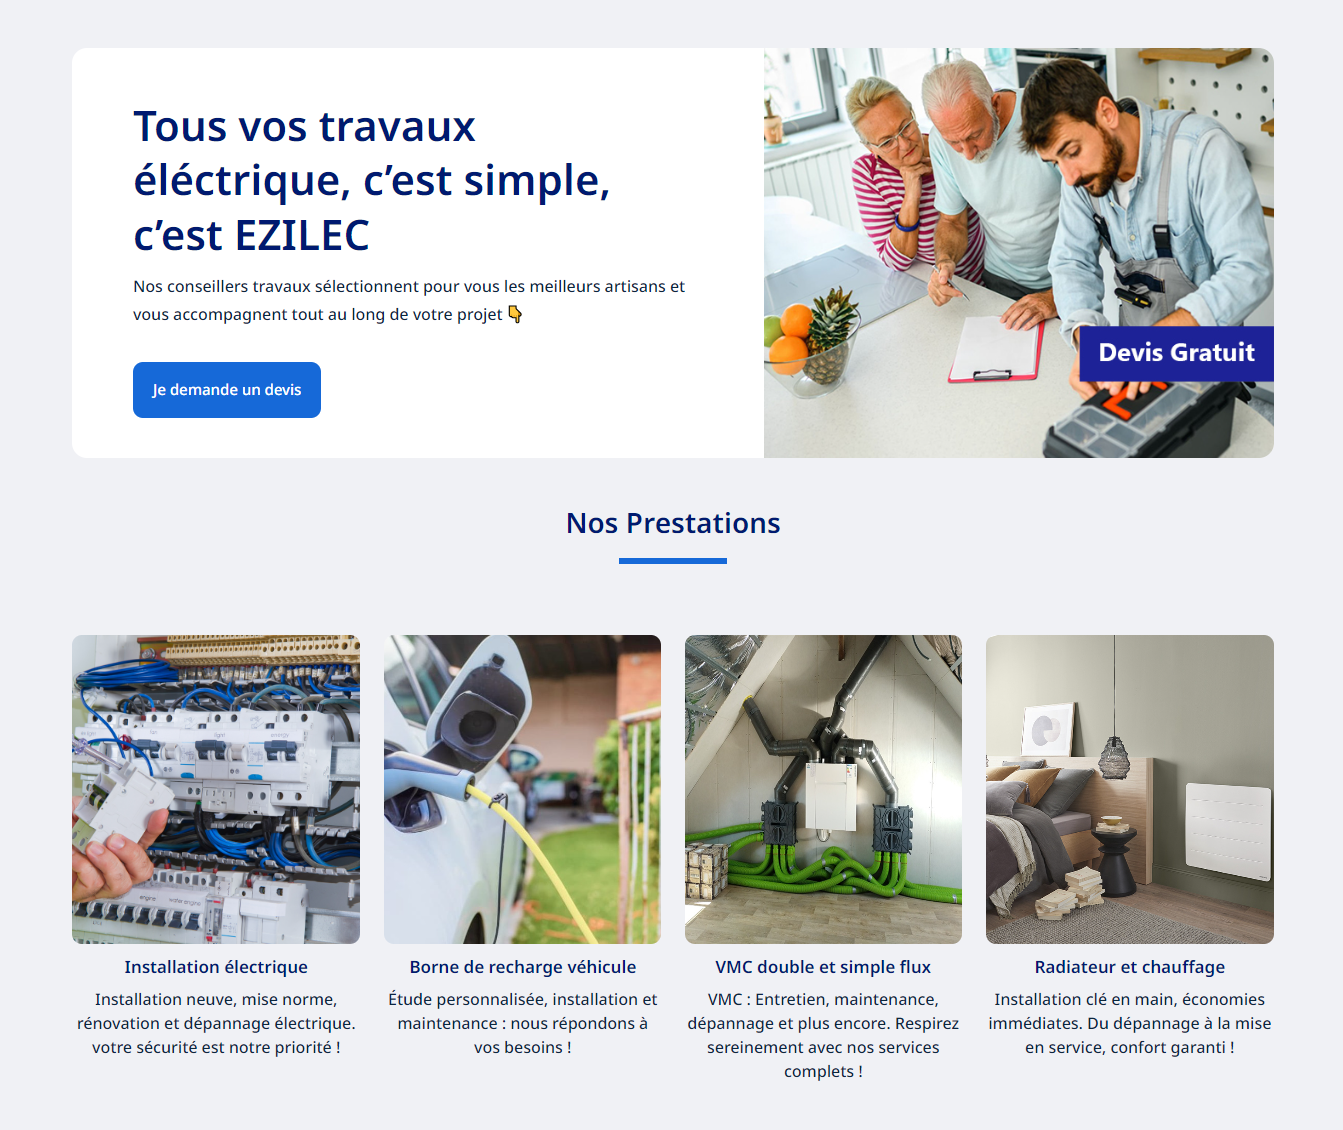 Tous vos travaux
éléctrique, c’est simple,
c’est EZILEC
Nos conseillers travaux sélectionnent pour vous les meilleurs artisans et
vous accompagnent tout au long de votre projet 👇
Je demande un devis
Devis Gratuit
Nos Prestations
light
energy
engine
water engine
Installation électrique
Installation neuve, mise norme,
rénovation et dépannage électrique.
votre sécurité est notre priorité !
Borne de recharge véhicule
Étude personnalisée, installation et
maintenance : nous répondons à
vos besoins !
VMC double et simple flux
VMC : Entretien, maintenance,
dépannage et plus encore. Respirez
sereinement avec nos services
complets !
Radiateur et chauffage
Installation clé en main, économies
immédiates. Du dépannage à la mise
en service, confort garanti !